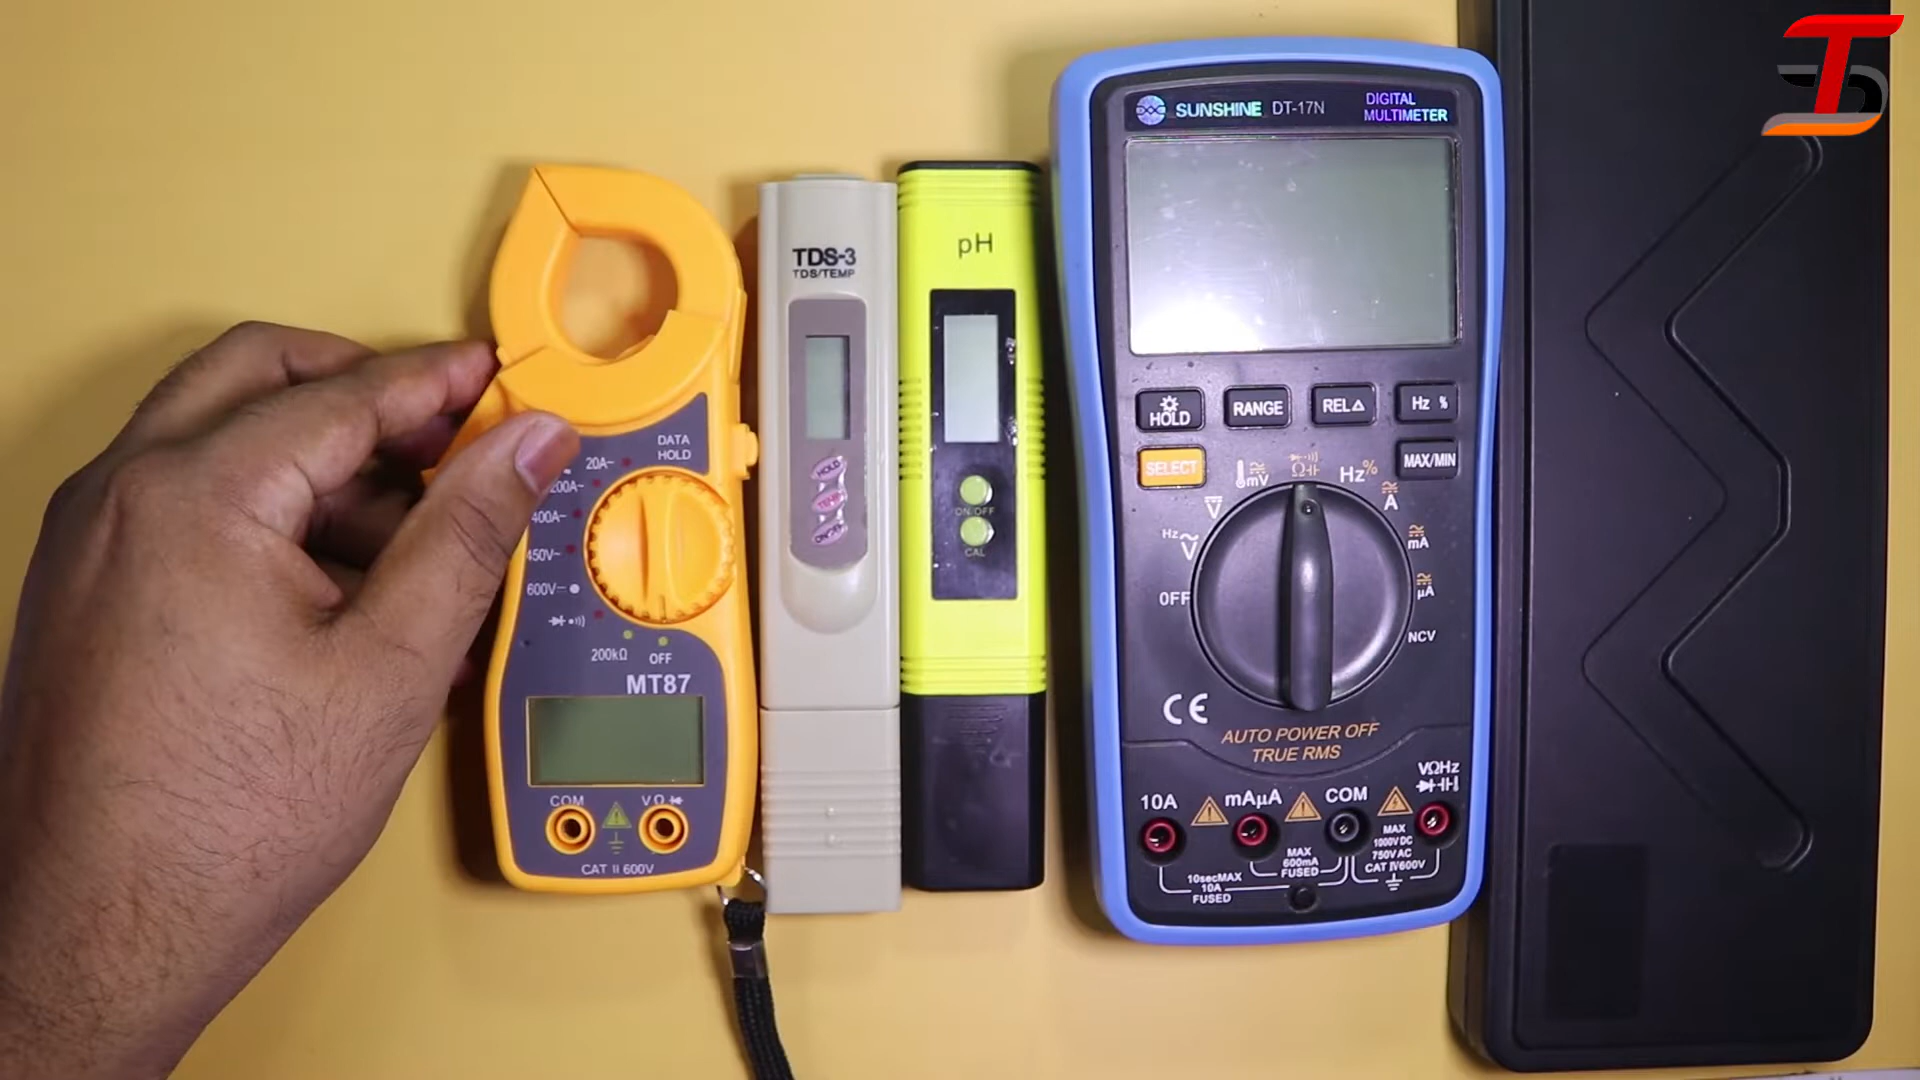 DATA
HOLD
20A~
200A~
400A~
450V~
600V
200kΩ
OFF
MT87
COM
VΩ
CAT II 600V
TDS-3
TDS/TEMP
HOLD
TEMP
ON/OFF
pH
ON/OFF
CAL
SUNSHINE DT-17N
DIGITAL
MULTIMETER
HOLD
RANGE
REL△
Hz %
SELECT
MAX/MIN
mV
Ω
Hz%
A
V
mA
Hz
V
µA
OFF
NCV
CE
AUTO POWER OFF
TRUE RMS
VΩHz
10A
mAµA
COM
MAX
1000V DC
750V AC
CAT IV 600V
MAX
600mA
FUSED
10secMAX
10A
FUSED